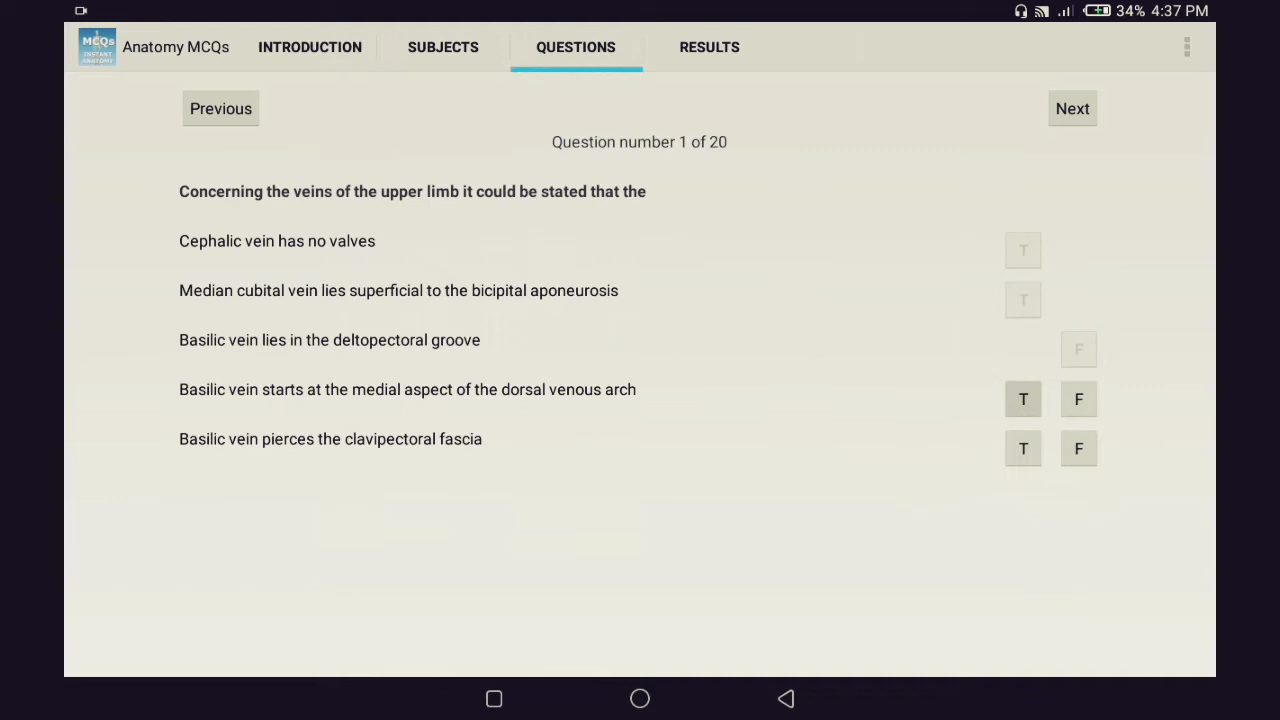 34% 4:37 PM
MCQs
INSTANT
ANATOMY
Anatomy MCQs INTRODUCTION SUBJECTS QUESTIONS RESULTS
Previous Next
Question number 1 of 20
Concerning the veins of the upper limb it could be stated that the
Cephalic vein has no valves T
Median cubital vein lies superficial to the bicipital aponeurosis T
Basilic vein lies in the deltopectoral groove F
Basilic vein starts at the medial aspect of the dorsal venous arch T F
Basilic vein pierces the clavipectoral fascia T F